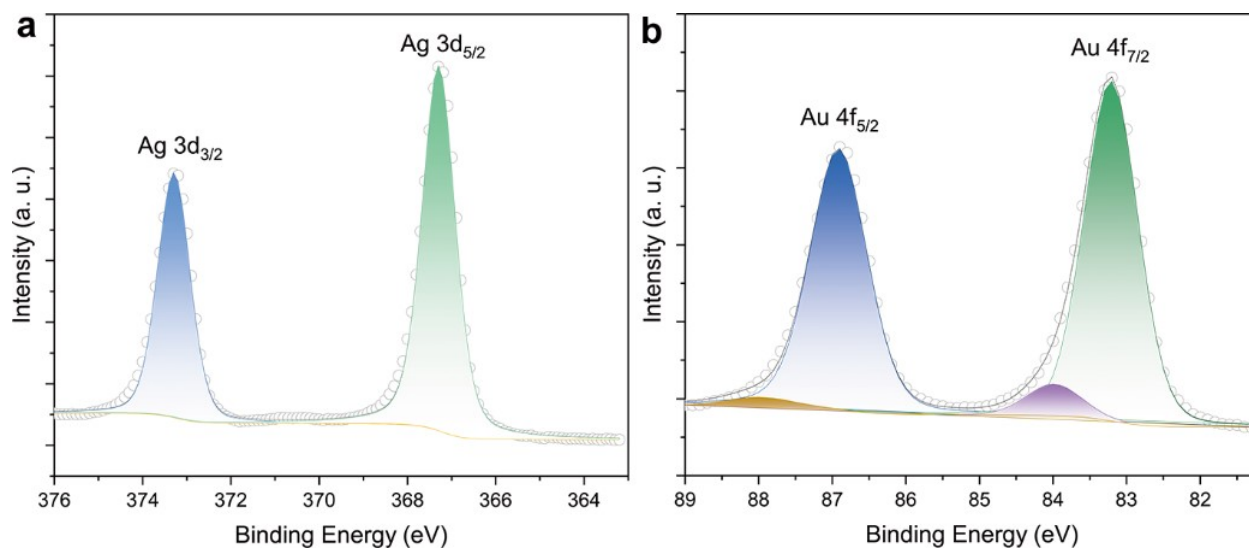 a
Ag 3d5/2
Ag 3d3/2
Intensity (a. u.)
376 374 372 370 368 366 364
Binding Energy (eV)
b
Au 4f7/2
Au 4f5/2
Intensity (a. u.)
89 88 87 86 85 84 83 82
Binding Energy (eV)